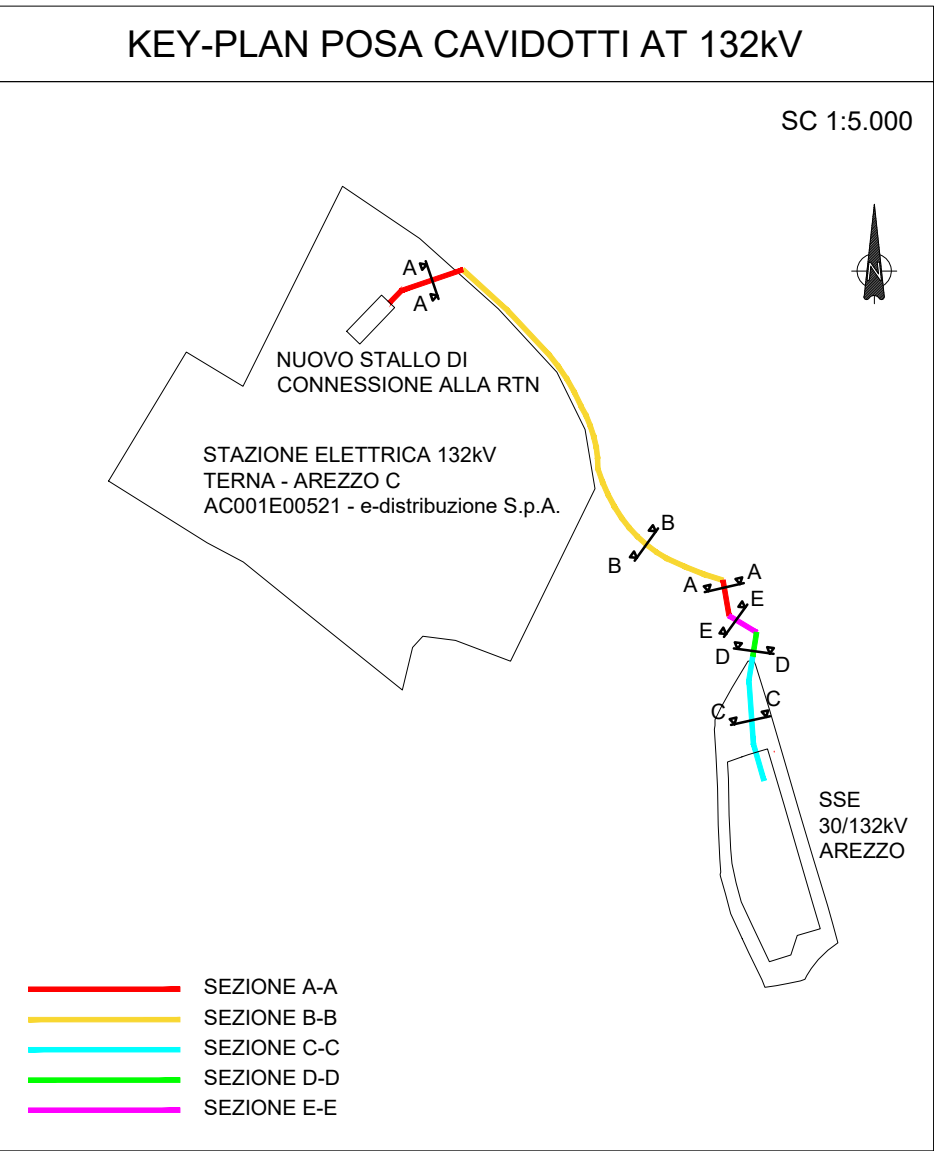 KEY-PLAN POSA CAVIDOTTI AT 132kV
SC 1:5.000
N
A
A
NUOVO STALLO DI
CONNESSIONE ALLA RTN
STAZIONE ELETTRICA 132kV
TERNA - AREZZO C
AC001E00521 - e-distribuzione S.p.A.
B
B
A
A
E
E
D
D
C
C
SSE
30/132kV
AREZZO
SEZIONE A-A
SEZIONE B-B
SEZIONE C-C
SEZIONE D-D
SEZIONE E-E